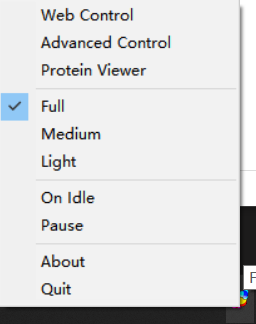 Web Control
Advanced Control
Protein Viewer
Full
Medium
Light
On Idle
Pause
About
Quit
F